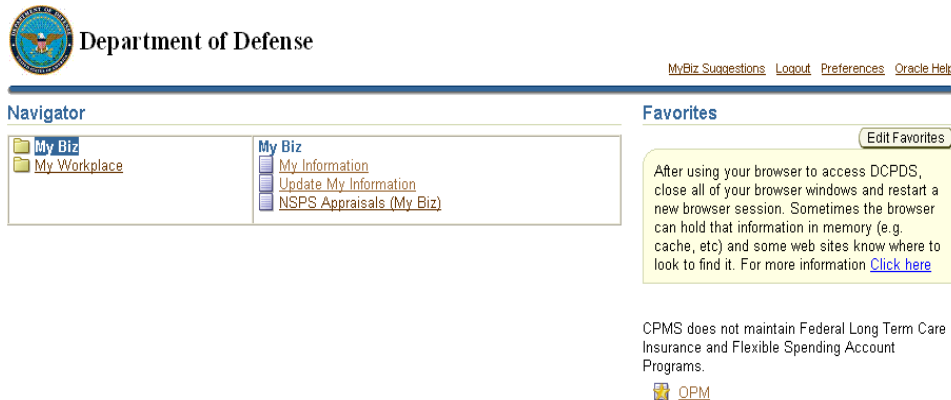 Department of Defense
MyBiz Suggestions Logout Preferences Oracle Help
Navigator
My Biz
My Workplace
My Biz
My Information
Update My Information
NSPS Appraisals (My Biz)
Favorites
Edit Favorites
After using your browser to access DCPDS,
close all of your browser windows and restart a
new browser session. Sometimes the browser
can hold that information in memory (e.g.
cache, etc) and some web sites know where to
look to find it. For more information Click here
CPMS does not maintain Federal Long Term Care
Insurance and Flexible Spending Account
Programs.
OPM